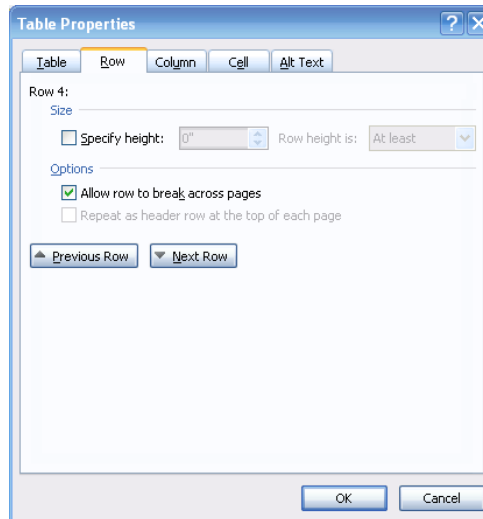 Table Properties
Table Row Column Cell Alt Text
Row 4:
Size
Specify height: 0" Row height is: At least
Options
Allow row to break across pages
Repeat as header row at the top of each page
Previous Row Next Row
OK Cancel